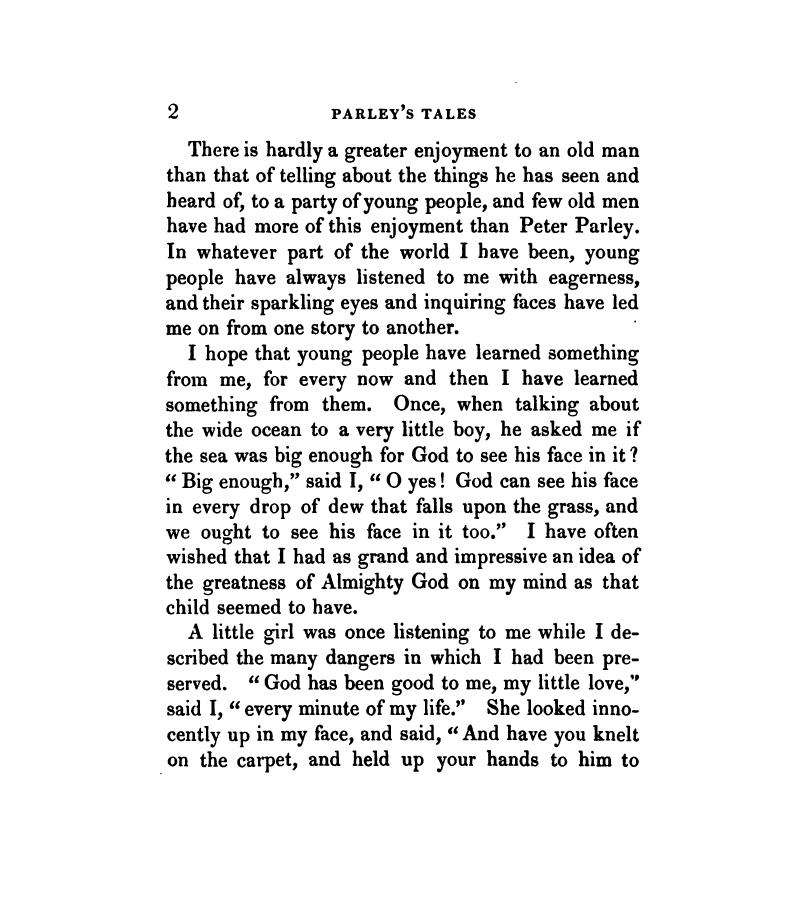 2 PARLEY'S TALES
There is hardly a greater enjoyment to an old man
than that of telling about the things he has seen and
heard of, to a party of young people, and few old men
have had more of this enjoyment than Peter Parley.
In whatever part of the world I have been, young
people have always listened to me with eagerness,
and their sparkling eyes and inquiring faces have led
me on from one story to another.
I hope that young people have learned something
from me, for every now and then I have learned
something from them. Once, when talking about
the wide ocean to a very little boy, he asked me if
the sea was big enough for God to see his face in it?
“ Big enough,” said I, “ O yes! God can see his face
in every drop of dew that falls upon the grass, and
we ought to see his face in it too.” I have often
wished that I had as grand and impressive an idea of
the greatness of Almighty God on my mind as that
child seemed to have.
A little girl was once listening to me while I de-
scribed the many dangers in which I had been pre-
served. “ God has been good to me, my little love,”
said I, “ every minute of my life.” She looked inno-
cently up in my face, and said, “ And have you knelt
on the carpet, and held up your hands to him to